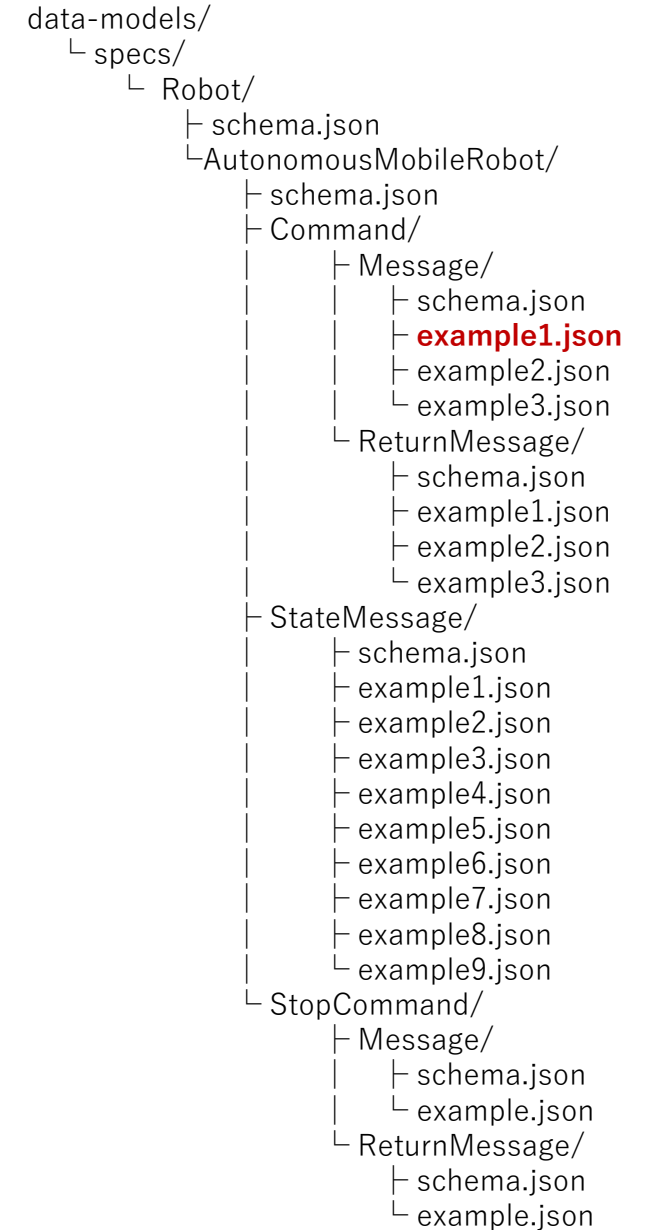 data-models/
└ specs/
└ Robot/
├ schema.json
└AutonomousMobileRobot/
├ schema.json
├ Command/
│ ├ Message/
│ │ ├ schema.json
│ │ ├ example1.json
│ │ ├ example2.json
│ │ └ example3.json
│ └ ReturnMessage/
│ ├ schema.json
│ ├ example1.json
│ ├ example2.json
│ └ example3.json
├ StateMessage/
│ ├ schema.json
│ ├ example1.json
│ ├ example2.json
│ ├ example3.json
│ ├ example4.json
│ ├ example5.json
│ ├ example6.json
│ ├ example7.json
│ ├ example8.json
│ └ example9.json
└ StopCommand/
├ Message/
│ ├ schema.json
│ └ example.json
└ ReturnMessage/
├ schema.json
└ example.json